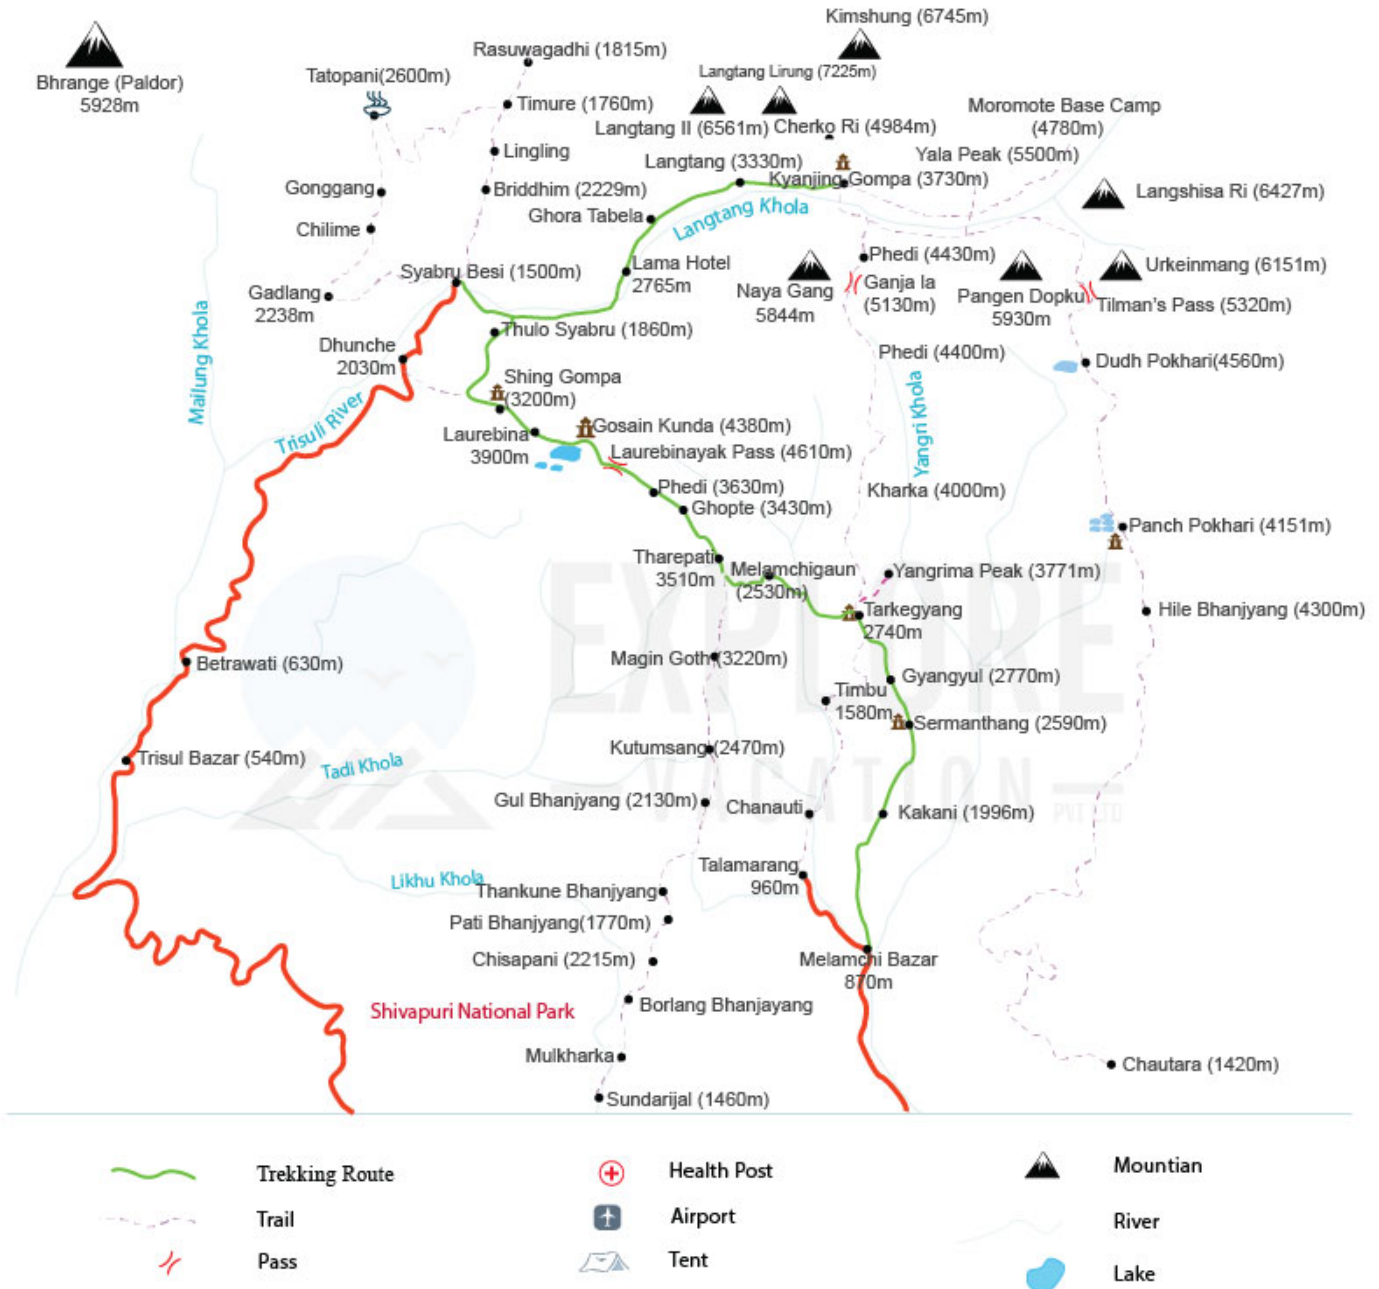 Kimshung (6745m)
Rasuwagadhi (1815m)
Tatopani(2600m)
Langtang Lirung (7225m)
Bhrange (Paldor)
5928m
Timure (1760m)
Moromote Base Camp
(4780m)
Langtang II (6561m)
Cherko Ri (4984m)
Lingling
Langtang (3330m)
Yala Peak (5500m)
Gonggang
Briddhim (2229m)
Kyanjing Gompa (3730m)
Langshisa Ri (6427m)
Ghora Tabela
Langtang Khola
Chilime
Phedi (4430m)
Syabru Besi (1500m)
Lama Hotel
2765m
Urkeinmang (6151m)
Gadlang
2238m
Naya Gang
5844m
Ganja la
(5130m)
Pangen Dopku
5930m
Tilman's Pass (5320m)
Mailung Khola
Thulo Syabru (1860m)
Dhunche
2030m
Phedi (4400m)
Dudh Pokhari(4560m)
Shing Gompa
(3200m)
Trisuli River
Yangri Khola
Gosain Kunda (4380m)
Laurebina
3900m
Laurebinayak Pass (4610m)
Phedi (3630m)
Kharka (4000m)
Ghopte (3430m)
Panch Pokhari (4151m)
Tharepati
3510m
Melamchigaun
(2530m)
Yangrima Peak (3771m)
Tarkegyang
2740m
Hile Bhanjyang (4300m)
EXPLORE
VACATION
PVT LTD
Betrawati (630m)
Magin Goth (3220m)
Gyangyul (2770m)
Timbu
1580m
Sermanthang (2590m)
Trisul Bazar (540m)
Tadi Khola
Kutumsang (2470m)
Gul Bhanjyang (2130m)
Chanauti
Kakani (1996m)
Talamarang
960m
Likhu Khola
Thankune Bhanjyang
Pati Bhanjyang(1770m)
Chisapani (2215m)
Melamchi Bazar
870m
Shivapuri National Park
Borlang Bhanjayang
Mulkharka
Chautara (1420m)
Sundarijal (1460m)
Trekking Route
Health Post
Mountian
Trail
Airport
River
Pass
Tent
Lake